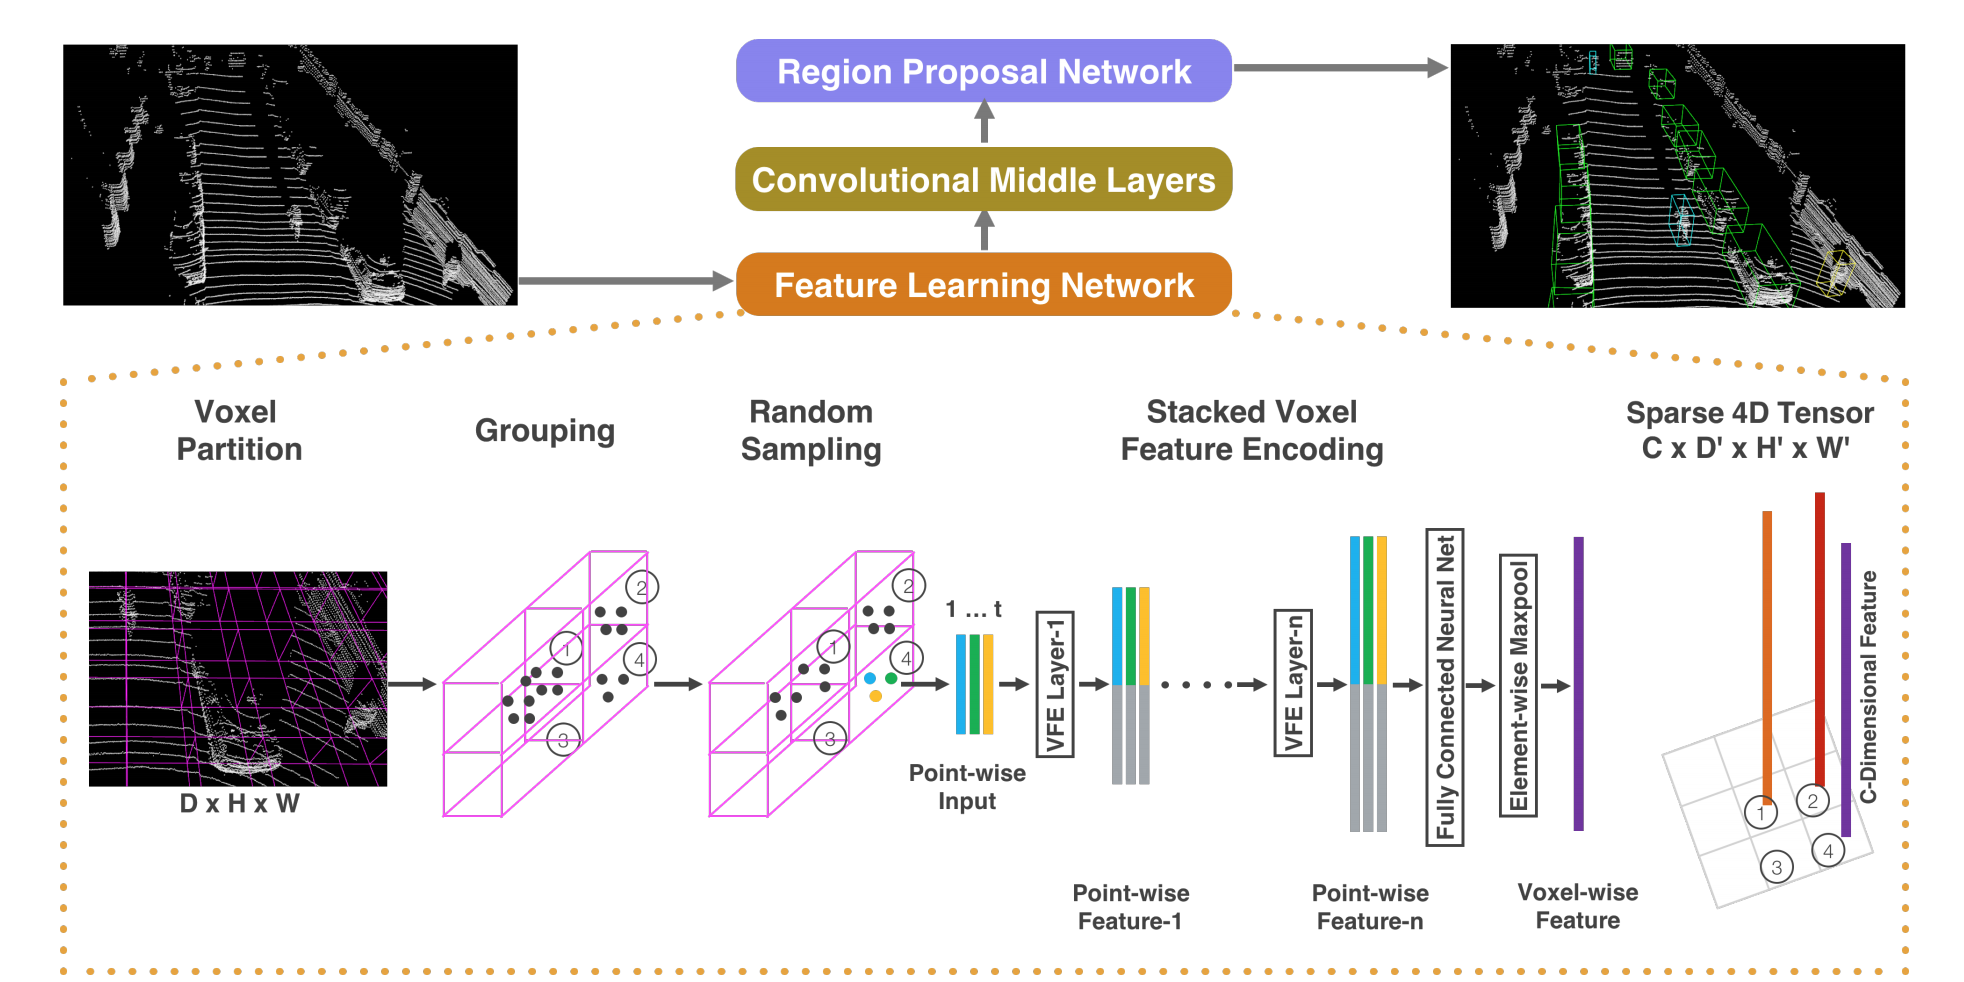 Region Proposal Network
Convolutional Middle Layers
Feature Learning Network
Voxel
Partition
Grouping
Random
Sampling
Stacked Voxel
Feature Encoding
Sparse 4D Tensor
C x D' x H' x W'
D x H x W
1
2
3
4
1
2
3
4
1 ... t
Point-wise
Input
VFE Layer-1
Point-wise
Feature-1
VFE Layer-n
Point-wise
Feature-n
Fully Connected Neural Net
Element-wise Maxpool
Voxel-wise
Feature
C-Dimensional Feature
1
2
3
4